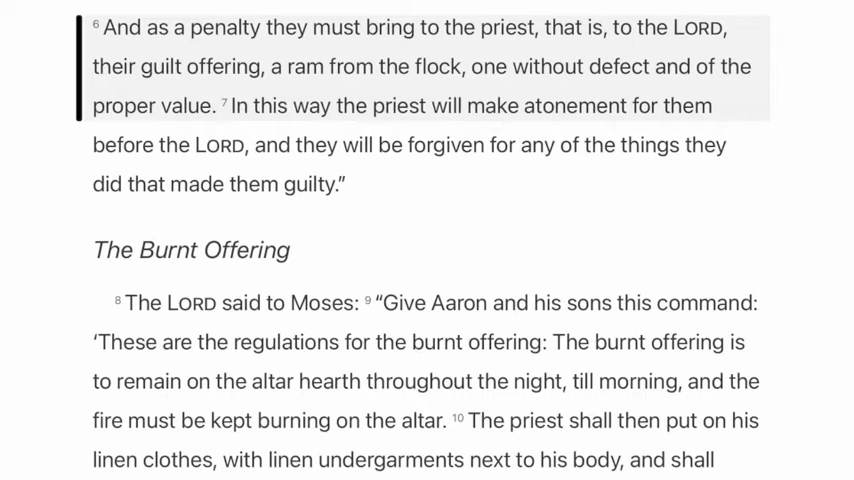 6 And as a penalty they must bring to the priest, that is, to the LORD,
their guilt offering, a ram from the flock, one without defect and of the
proper value. 7 In this way the priest will make atonement for them
before the LORD, and they will be forgiven for any of the things they
did that made them guilty.”
The Burnt Offering
8 The LORD said to Moses: 9 “Give Aaron and his sons this command:
‘These are the regulations for the burnt offering: The burnt offering is
to remain on the altar hearth throughout the night, till morning, and the
fire must be kept burning on the altar. 10 The priest shall then put on his
linen clothes, with linen undergarments next to his body, and shall